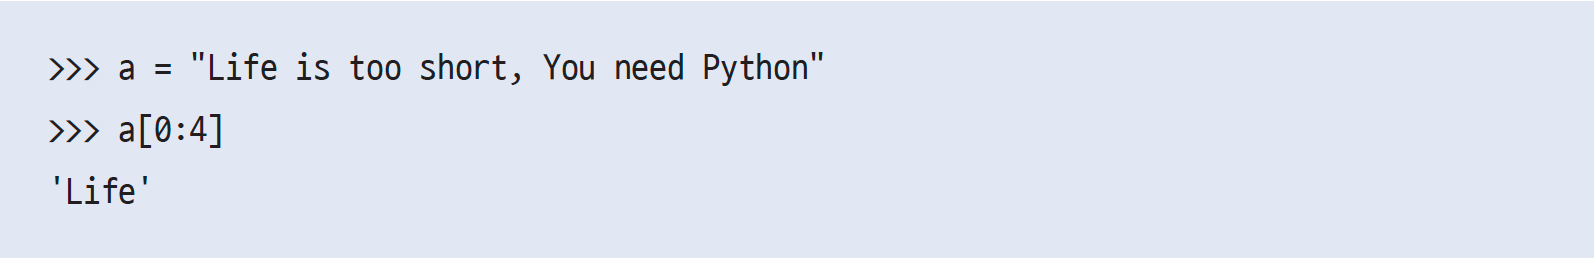 >>> a = "Life is too short, You need Python"
>>> a[0:4]
'Life'